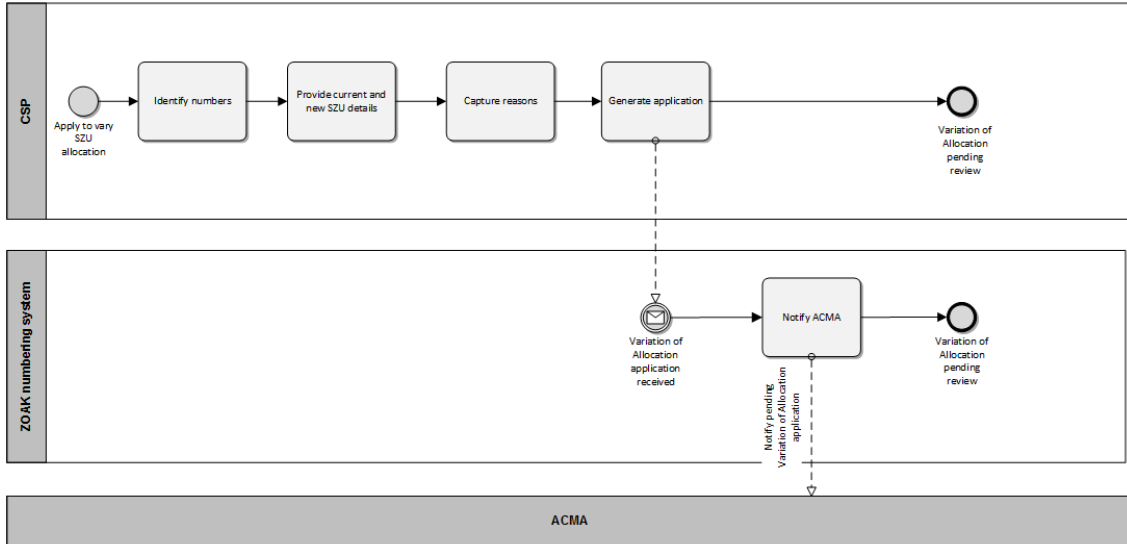 CSP
Apply to vary
SZU
allocation
Identify numbers
Provide current and
new SZU details
Capture reasons
Generate application
Variation of
Allocation
pending
review
ZOAK numbering system
Variation of
Allocation
application
received
Notify ACMA
Variation of
Allocation
pending
review
Notify pending
Variation of Allocation
application
ACMA